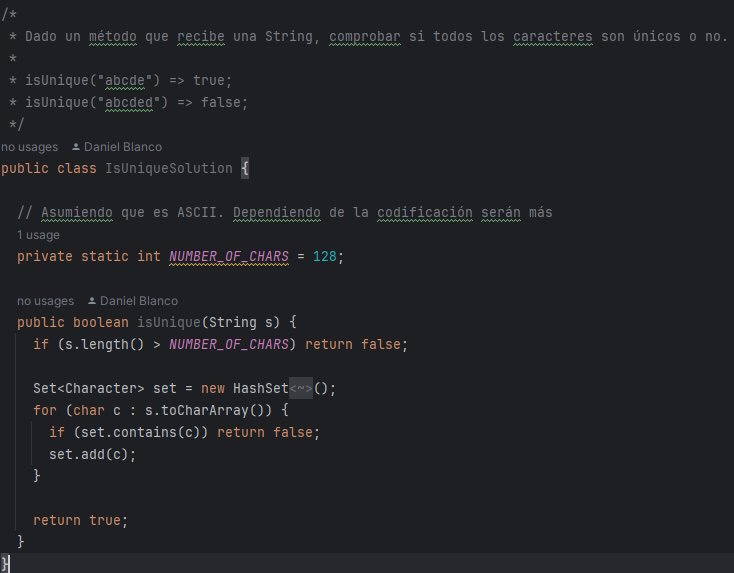 /*
 * Dado un método que recibe una String, comprobar si todos los caracteres son únicos o no.
 *
 * isUnique("abcde") => true;
 * isUnique("abcded") => false;
 */
no usages Daniel Blanco
public class IsUniqueSolution {
// Asumiendo que es ASCII. Dependiendo de la codificación serán más
1 usage
private static int NUMBER_OF_CHARS = 128;
no usages Daniel Blanco
public boolean isUnique(String s) {
if (s.length() > NUMBER_OF_CHARS) return false;
Set<Character> set = new HashSet<~>();
for (char c : s.toCharArray()) {
if (set.contains(c)) return false;
set.add(c);
}
return true;
}
}